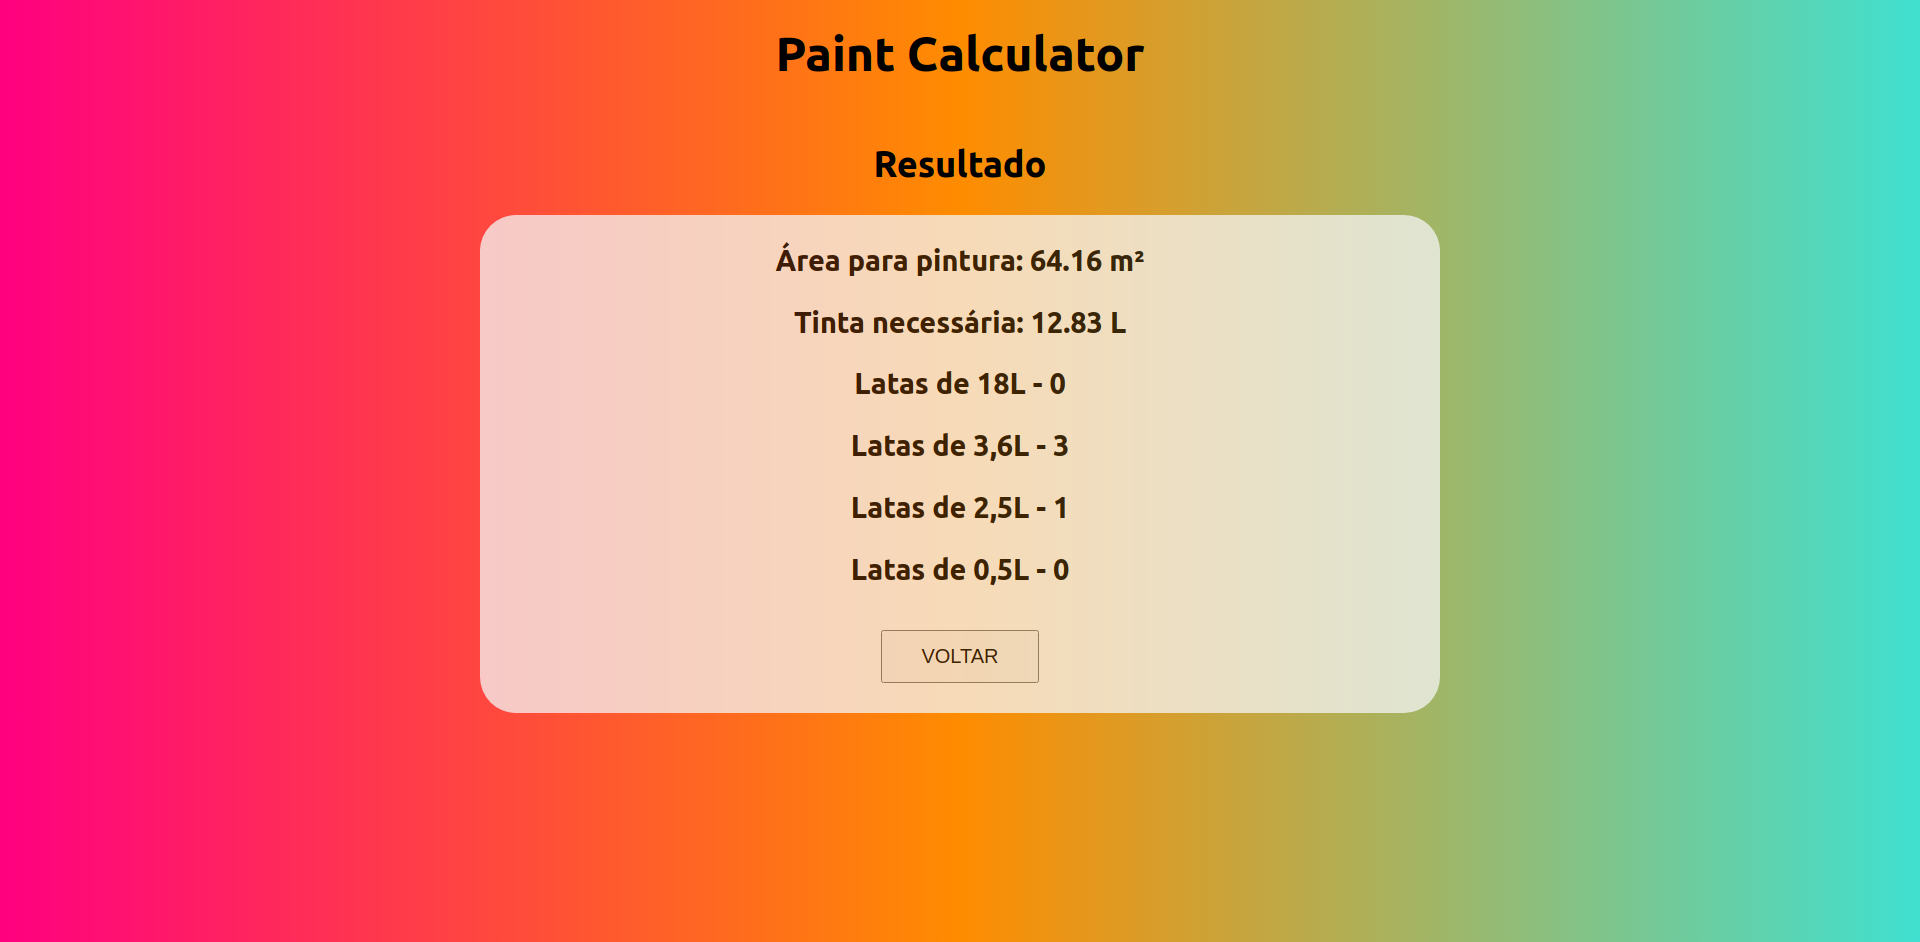 Paint Calculator
Resultado
Área para pintura: 64.16 m²
Tinta necessária: 12.83 L
Latas de 18L - 0
Latas de 3,6L - 3
Latas de 2,5L - 1
Latas de 0,5L - 0
VOLTAR